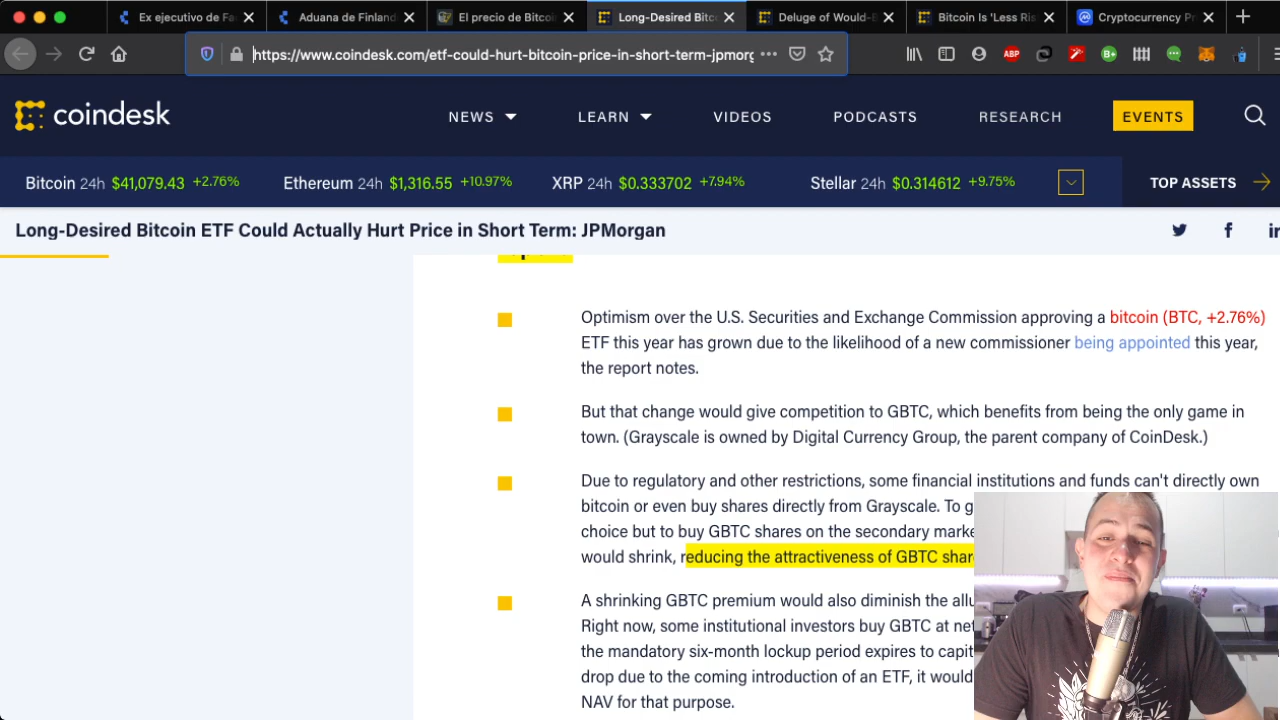 Ex ejecutivo de Fa
Aduana de Finland
El precio de Bitcoi
Long-Desired Bitc
Deluge of Would-B
Bitcoin Is 'Less Ris
Cryptocurrency Pr
https://www.coindesk.com/etf-could-hurt-bitcoin-price-in-short-term-jpmorg
ABP
B+
coindesk
NEWS
LEARN
VIDEOS
PODCASTS
RESEARCH
EVENTS
Bitcoin 24h $41,079.43 +2.76%
Ethereum 24h $1,316.55 +10.97%
XRP 24h $0.333702 +7.94%
Stellar 24h $0.314612 +9.75%
TOP ASSETS
Long-Desired Bitcoin ETF Could Actually Hurt Price in Short Term: JPMorgan
Optimism over the U.S. Securities and Exchange Commission approving a bitcoin (BTC, +2.76%)
ETF this year has grown due to the likelihood of a new commissioner being appointed this year,
the report notes.
But that change would give competition to GBTC, which benefits from being the only game in
town. (Grayscale is owned by Digital Currency Group, the parent company of CoinDesk.)
Due to regulatory and other restrictions, some financial institutions and funds can't directly own
bitcoin or even buy shares directly from Grayscale. To g
choice but to buy GBTC shares on the secondary marke
would shrink, reducing the attractiveness of GBTC shar
A shrinking GBTC premium would also diminish the allu
Right now, some institutional investors buy GBTC at net
the mandatory six-month lockup period expires to capit
drop due to the coming introduction of an ETF, it would
NAV for that purpose.